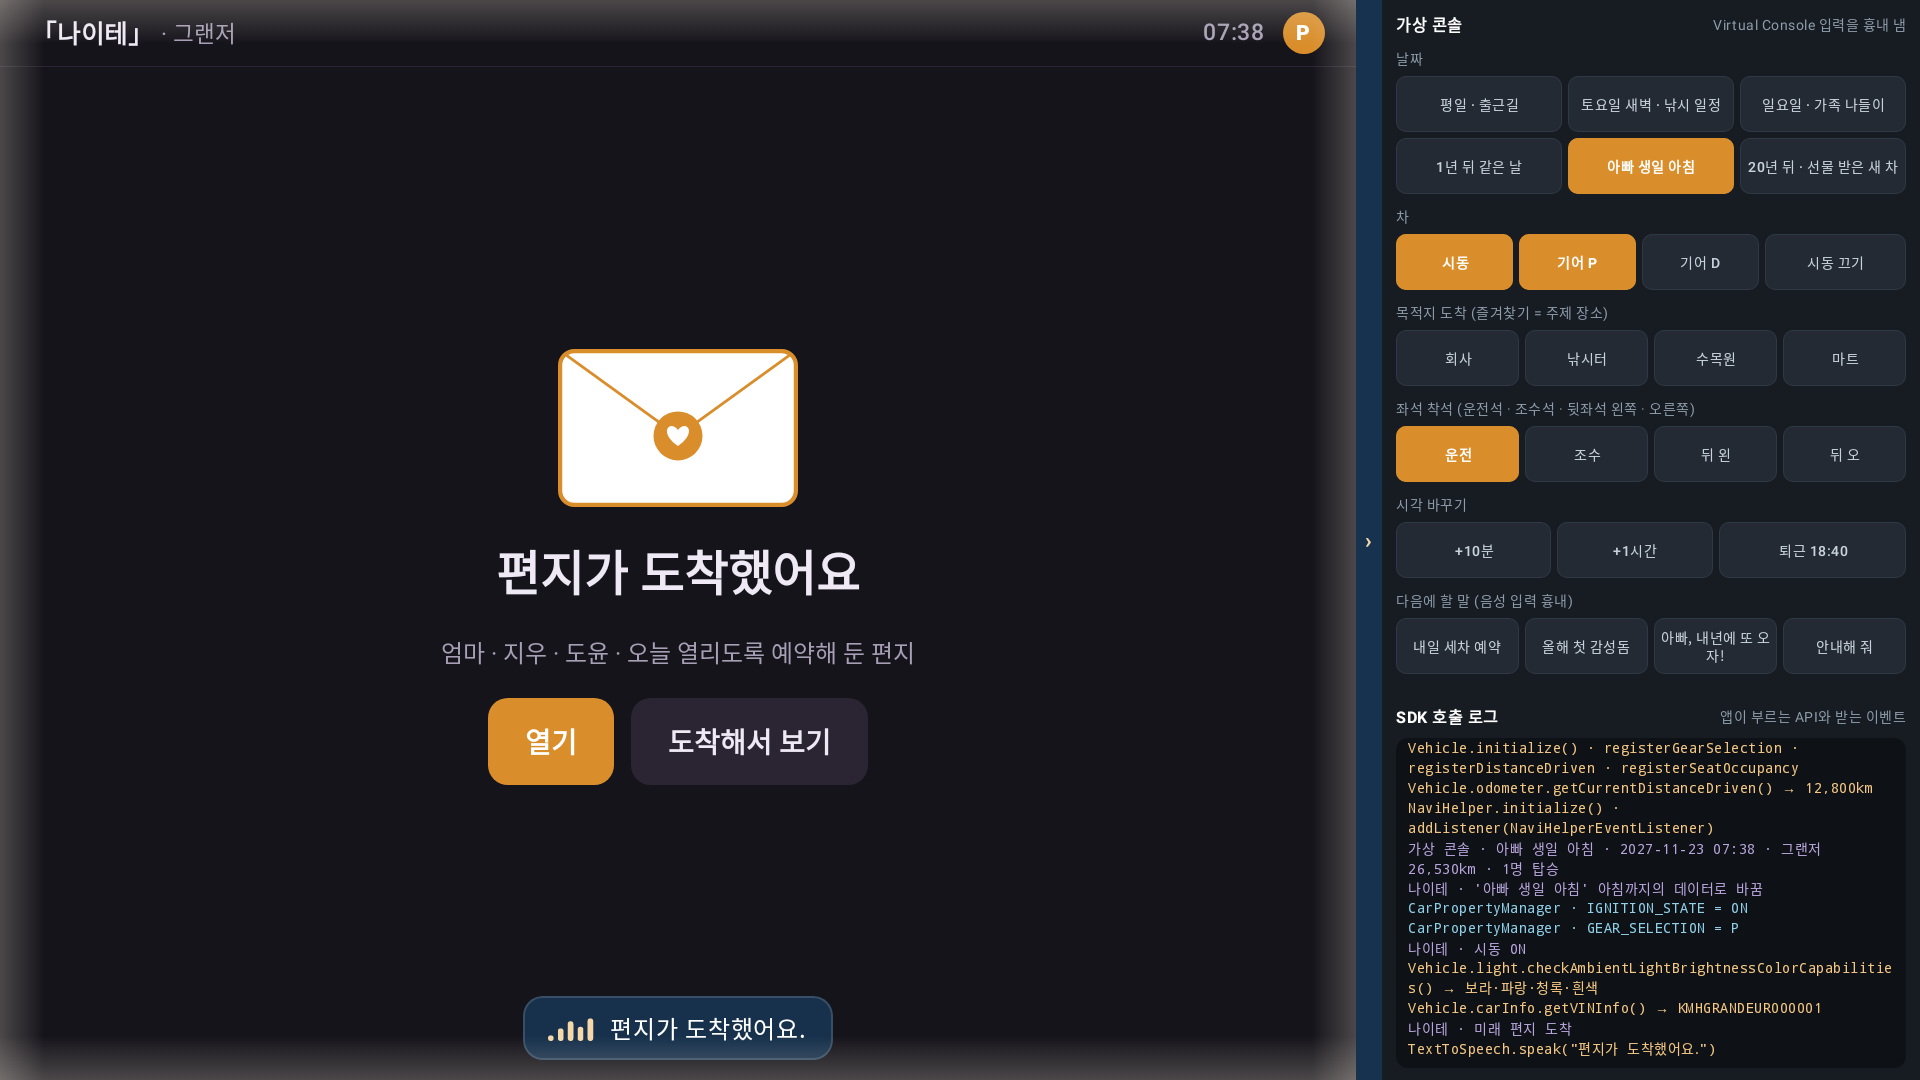 「나이테」 · 그랜저
07:38 P
편지가 도착했어요
엄마 · 지우 · 도윤 · 오늘 열리도록 예약해 둔 편지
열기
도착해서 보기
편지가 도착했어요.
›
가상 콘솔
Virtual Console 입력을 흉내 냄
날짜
평일 · 출근길
토요일 새벽 · 낚시 일정
일요일 · 가족 나들이
1년 뒤 같은 날
아빠 생일 아침
20년 뒤 · 선물 받은 새 차
차
시동
기어 P
기어 D
시동 끄기
목적지 도착 (즐겨찾기 = 주제 장소)
회사
낚시터
수목원
마트
좌석 착석 (운전석 · 조수석 · 뒷좌석 왼쪽 · 오른쪽)
운전
조수
뒤 왼
뒤 오
시각 바꾸기
+10분
+1시간
퇴근 18:40
다음에 할 말 (음성 입력 흉내)
내일 세차 예약
올해 첫 감성돔
아빠, 내년에 또 오
자!
안내해 줘
SDK 호출 로그
앱이 부르는 API와 받는 이벤트
Vehicle.initialize() · registerGearSelection ·
registerDistanceDriven · registerSeatOccupancy
Vehicle.odometer.getCurrentDistanceDriven() → 12,800km
NaviHelper.initialize() ·
addListener(NaviHelperEventListener)
가상 콘솔 · 아빠 생일 아침 · 2027-11-23 07:38 · 그랜저
26,530km · 1명 탑승
나이테 · '아빠 생일 아침' 아침까지의 데이터로 바꿈
CarPropertyManager · IGNITION_STATE = ON
CarPropertyManager · GEAR_SELECTION = P
나이테 · 시동 ON
Vehicle.light.checkAmbientLightBrightnessColorCapabilitie
s() → 보라·파랑·청록·흰색
Vehicle.carInfo.getVINInfo() → KMHGRANDEUR000001
나이테 · 미래 편지 도착
TextToSpeech.speak("편지가 도착했어요.")